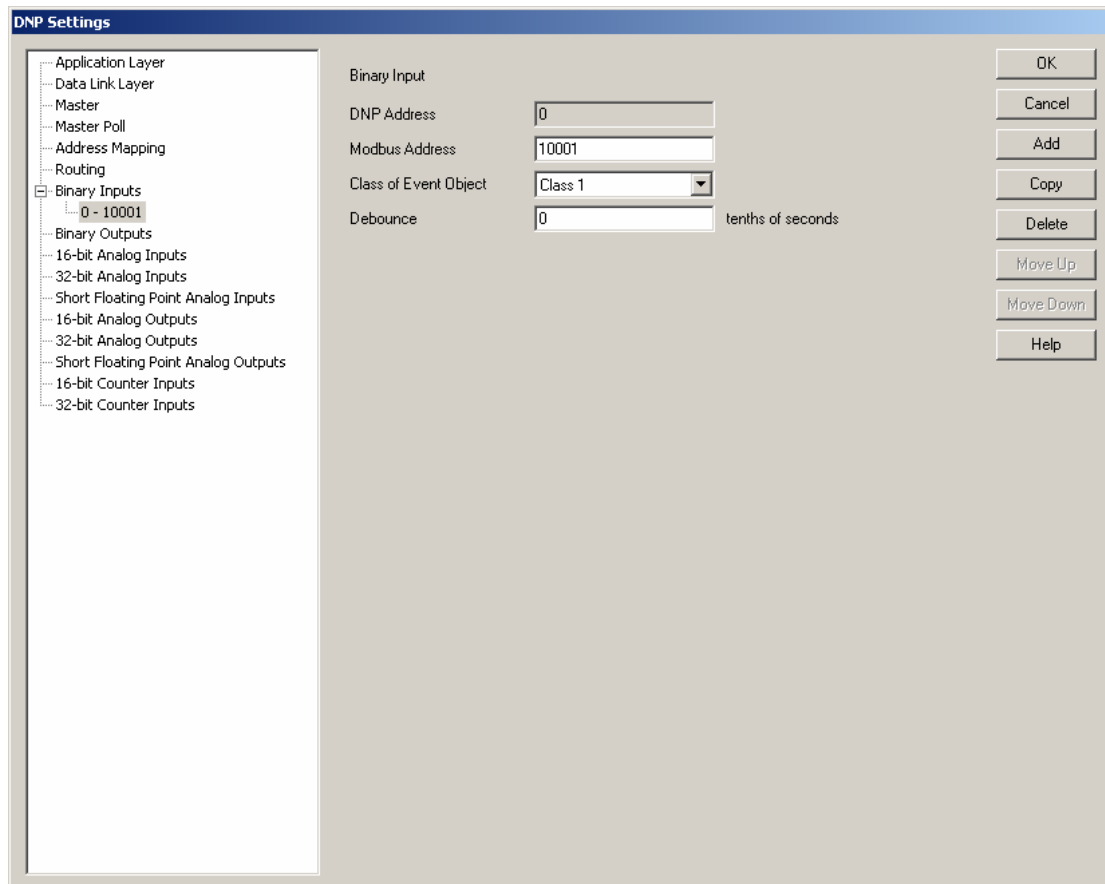 DNP Settings
Application Layer
Data Link Layer
Master
Master Poll
Address Mapping
Routing
Binary Inputs
0 - 10001
Binary Outputs
16-bit Analog Inputs
32-bit Analog Inputs
Short Floating Point Analog Inputs
16-bit Analog Outputs
32-bit Analog Outputs
Short Floating Point Analog Outputs
16-bit Counter Inputs
32-bit Counter Inputs
Binary Input
DNP Address 0
Modbus Address 10001
Class of Event Object Class 1
Debounce 0 tenths of seconds
OK
Cancel
Add
Copy
Delete
Move Up
Move Down
Help